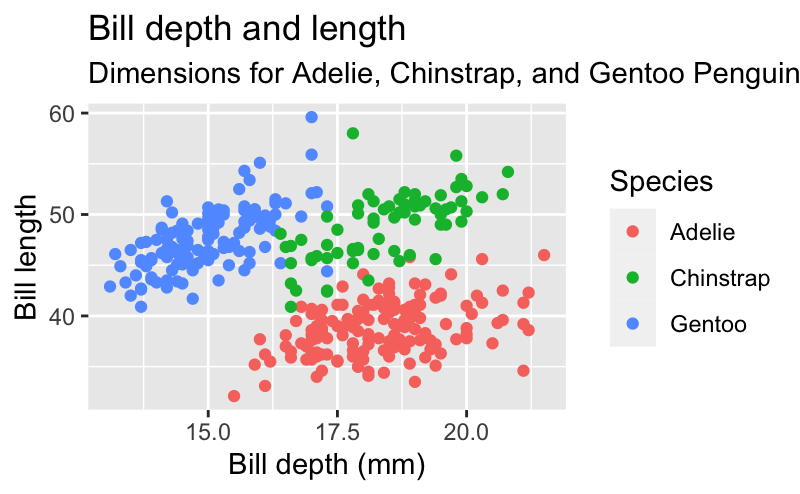 Bill depth and length
Dimensions for Adelie, Chinstrap, and Gentoo Penguin
60
50
40
Bill length
15.0 17.5 20.0
Bill depth (mm)
Species
Adelie
Chinstrap
Gentoo